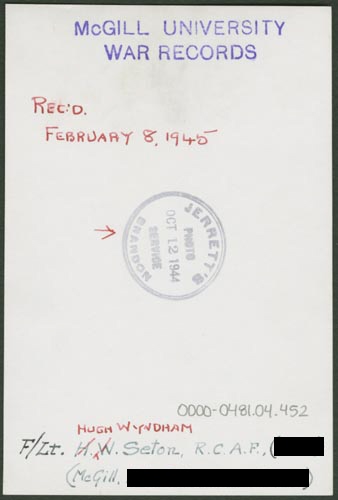 McGILL UNIVERSITY
WAR RECORDS
REC'D.
FEBRUARY 8, 1945
JERRETT'S
PHOTO
OCT 12 1944
SERVICE
BRANDON
0000-0481.04.452
HUGH WYNDHAM
F/Lt. H. W. Seton, R.C.A.F., (
(McGill,